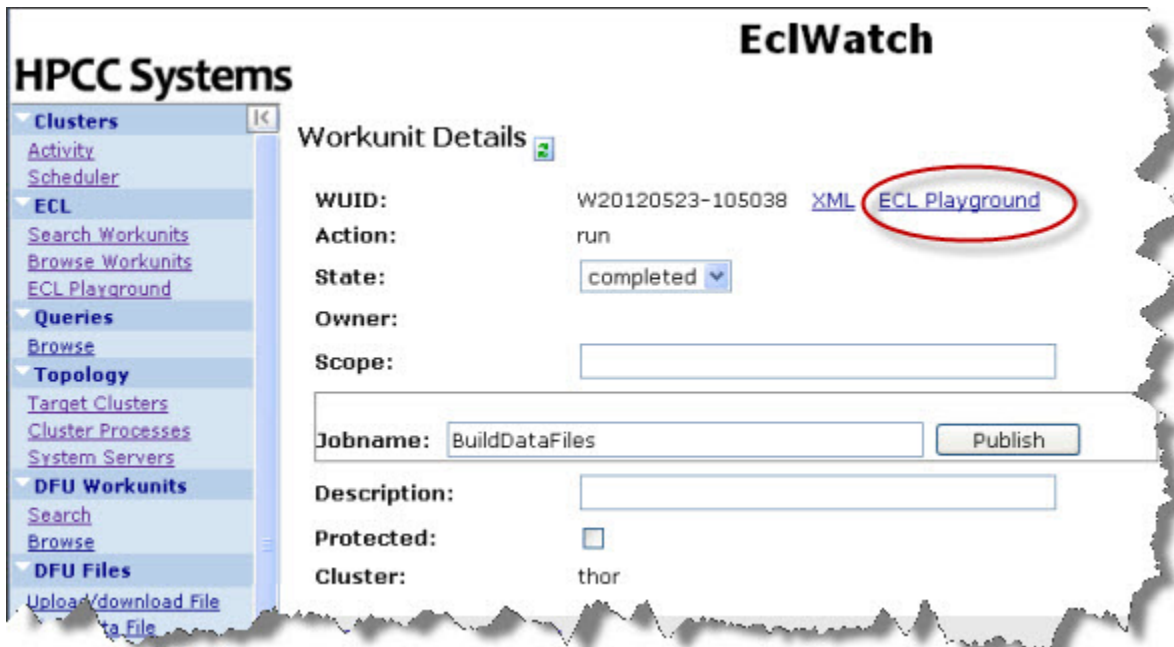 EclWatch
HPCC Systems
Clusters
Activity
Scheduler
ECL
Search Workunits
Browse Workunits
ECL Playground
Queries
Browse
Topology
Target Clusters
Cluster Processes
System Servers
DFU Workunits
Search
Browse
DFU Files
Upload/download File
File
Workunit Details
WUID: W20120523-105038 XML ECL Playground
Action: run
State: completed
Owner:
Scope:
Jobname: BuildDataFiles Publish
Description:
Protected:
Cluster: thor